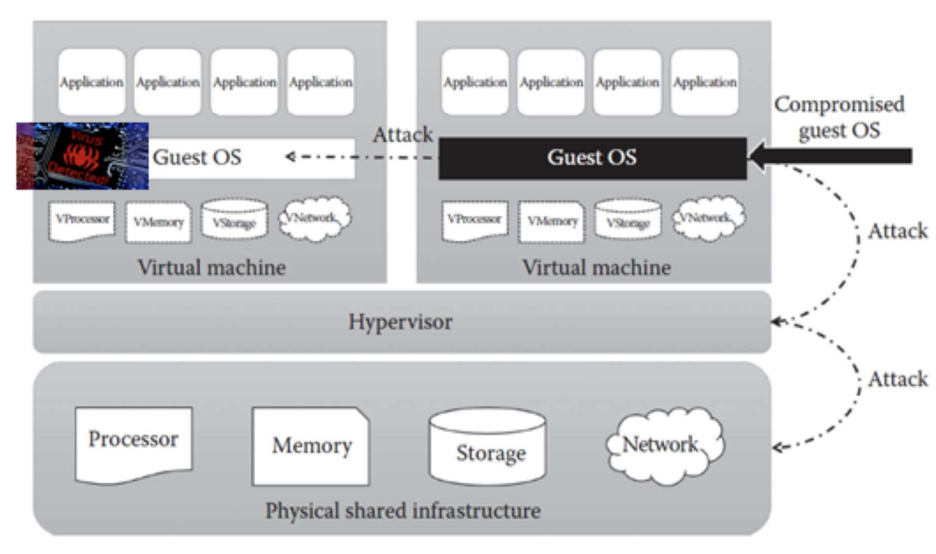 Application Application Application Application
Application Application Application Application
Compromised
guest OS
Virus
Detected!
Guest OS
Attack
Guest OS
VProcessor VMemory VStorage VNetwork
VProcessor VMemory VStorage VNetwork
Attack
Virtual machine
Virtual machine
Hypervisor
Attack
Processor
Memory
Storage
Network
Physical shared infrastructure